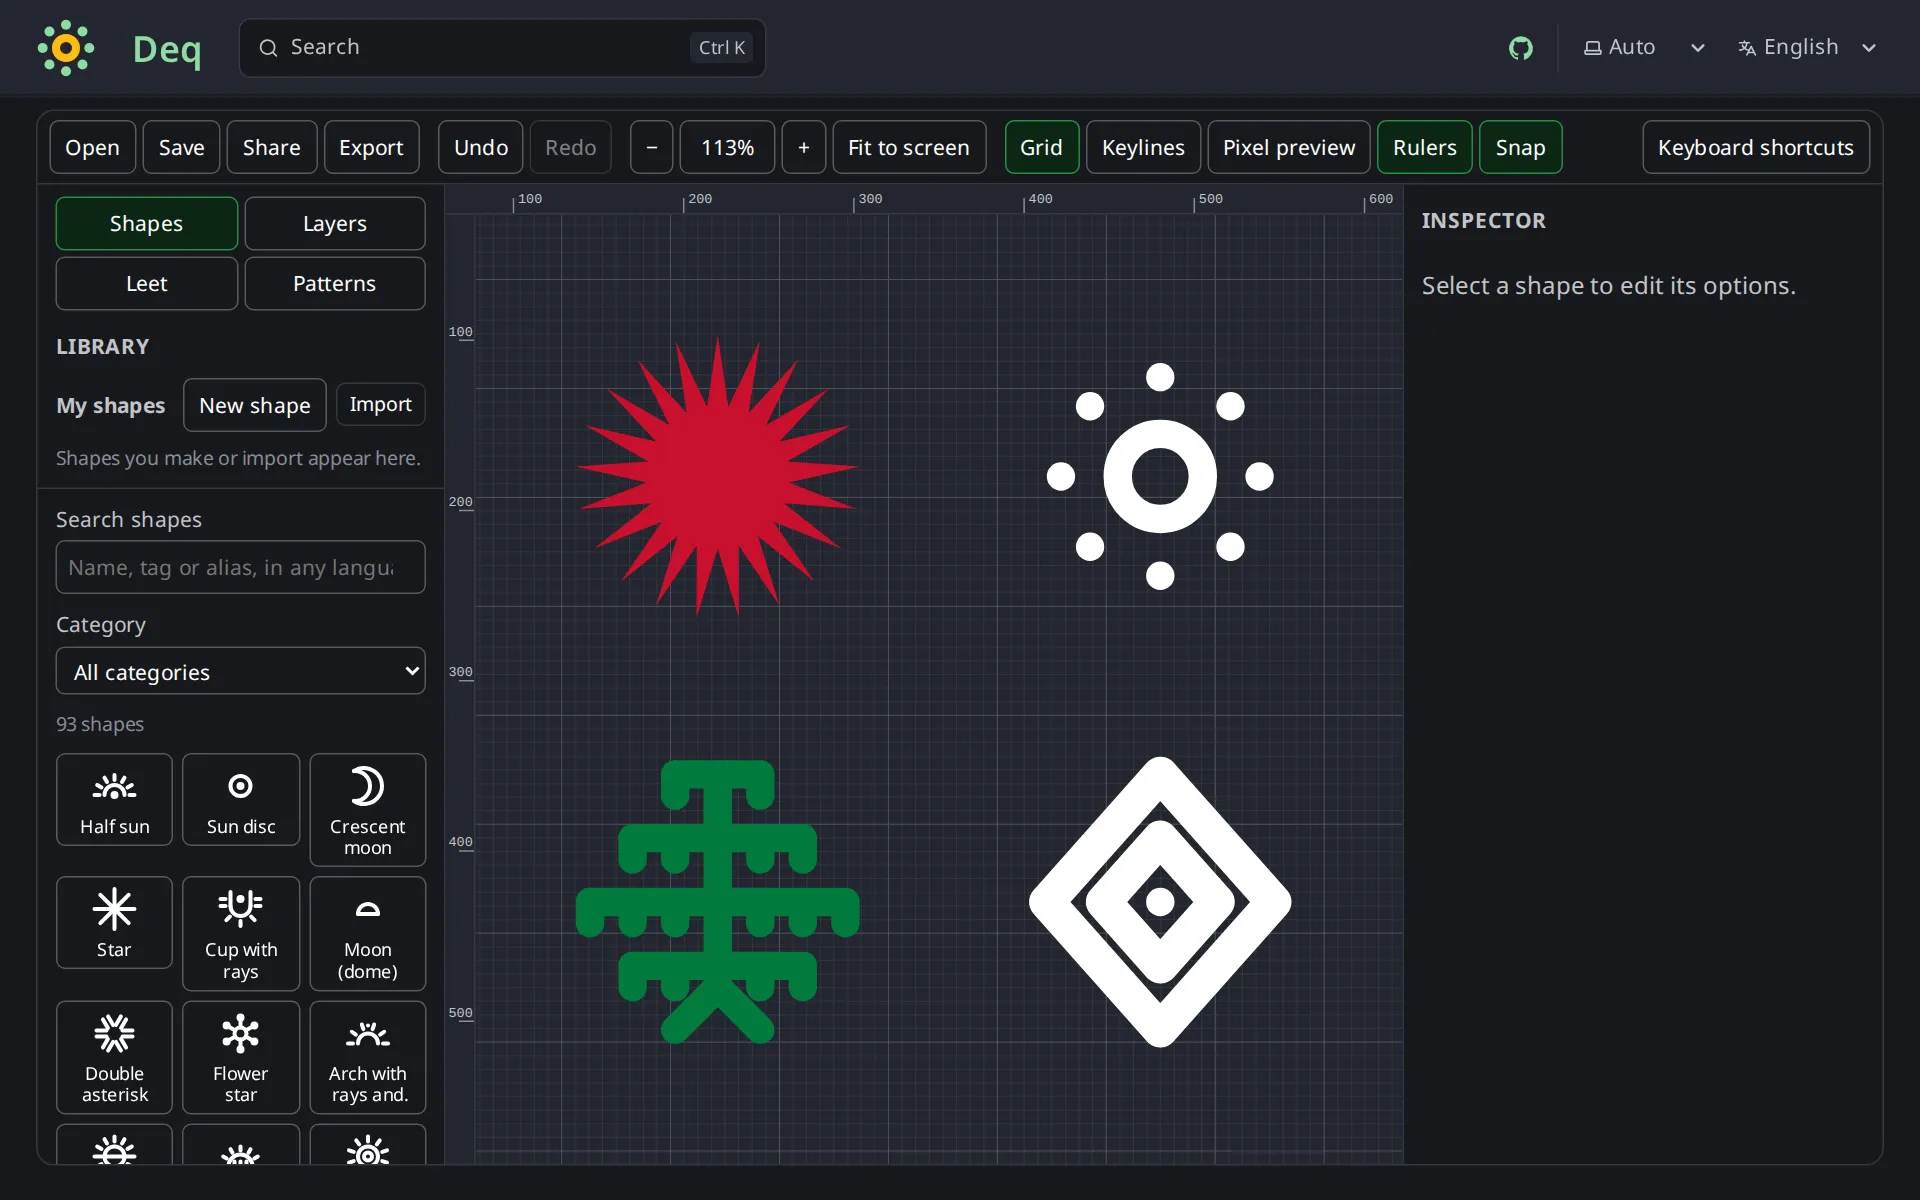 Deq
Search
Ctrl K
Auto
English
Open
Save
Share
Export
Undo
Redo
−
113%
+
Fit to screen
Grid
Keylines
Pixel preview
Rulers
Snap
Keyboard shortcuts
Shapes
Layers
Leet
Patterns
LIBRARY
My shapes
New shape
Import
Shapes you make or import appear here.
Search shapes
Name, tag or alias, in any
Category
All categories
93 shapes
Half sun
Sun disc
Crescent
moon
Star
Cup with
rays
Moon
(dome)
Double
asterisk
Flower
star
Arch with
rays and.
100
200
300
400
500
600
100
200
300
400
500
INSPECTOR
Select a shape to edit its options.